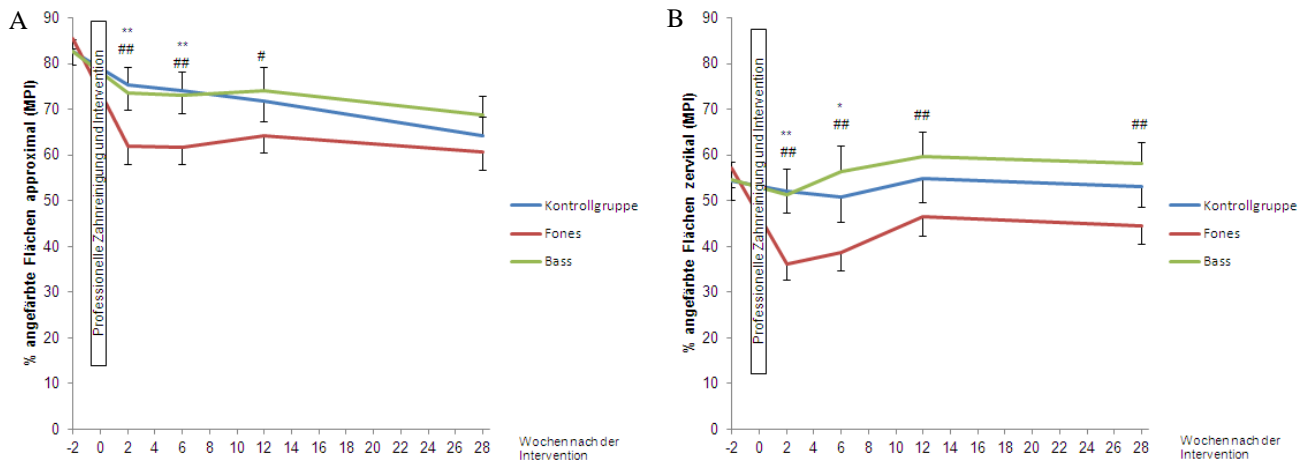 A
% angefärbte Flächen approximal (MPI)
90
80
70
60
50
40
30
20
10
0
Professionelle Zahnreinigung und Intervention
**
##
**
##
#
-2 0 2 4 6 8 10 12 14 16 18 20 22 24 26 28
Wochen nach der
Intervention
Kontrollgruppe
Fones
Bass
B
% angefärbte Flächen zervikal (MPI)
90
80
70
60
50
40
30
20
10
0
Professionelle Zahnreinigung und Intervention
**
##
*
##
##
##
-2 0 2 4 6 8 10 12 14 16 18 20 22 24 26 28
Wochen nach der
Intervention
Kontrollgruppe
Fones
Bass